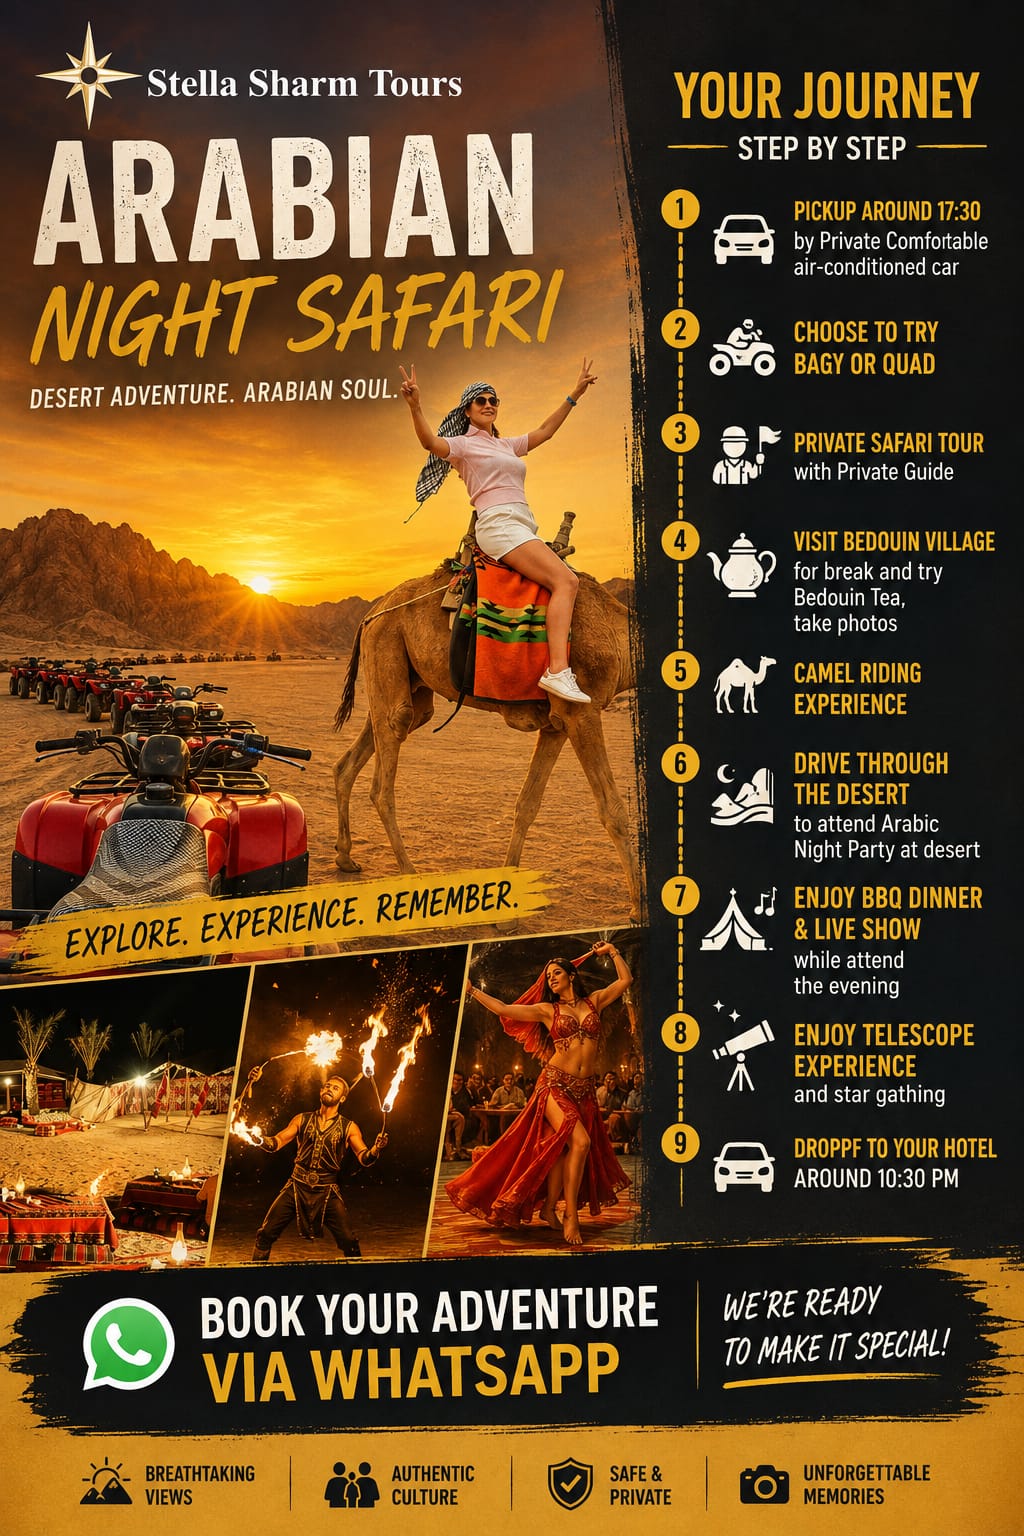 Stella Sharm Tours
ARABIAN
NIGHT SAFARI
DESERT ADVENTURE. ARABIAN SOUL.
EXPLORE. EXPERIENCE. REMEMBER.
YOUR JOURNEY
STEP BY STEP
1
PICKUP AROUND 17:30
by Private Comfortable
air-conditioned car
2
CHOOSE TO TRY
BAGY OR QUAD
3
PRIVATE SAFARI TOUR
with Private Guide
4
VISIT BEDOUIN VILLAGE
for break and try
Bedouin Tea,
take photos
5
CAMEL RIDING
EXPERIENCE
6
DRIVE THROUGH
THE DESERT
to attend Arabic
Night Party at desert
7
ENJOY BBQ DINNER
& LIVE SHOW
while attend
the evening
8
ENJOY TELESCOPE
EXPERIENCE
and star gathing
9
DROPPF TO YOUR HOTEL
AROUND 10:30 PM
BOOK YOUR ADVENTURE
VIA WHATSAPP
WE'RE READY
TO MAKE IT SPECIAL!
BREATHTAKING
VIEWS
AUTHENTIC
CULTURE
SAFE &
PRIVATE
UNFORGETTABLE
MEMORIES